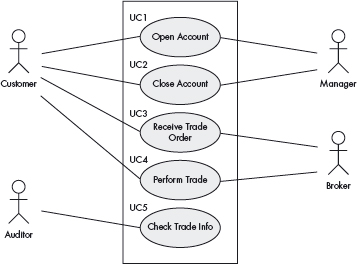 UC1
Open Account
UC2
Customer
Close Account
Manager
UC3
Receive Trade
Order
UC4
Perform Trade
Broker
UC5
Auditor
Check Trade Info